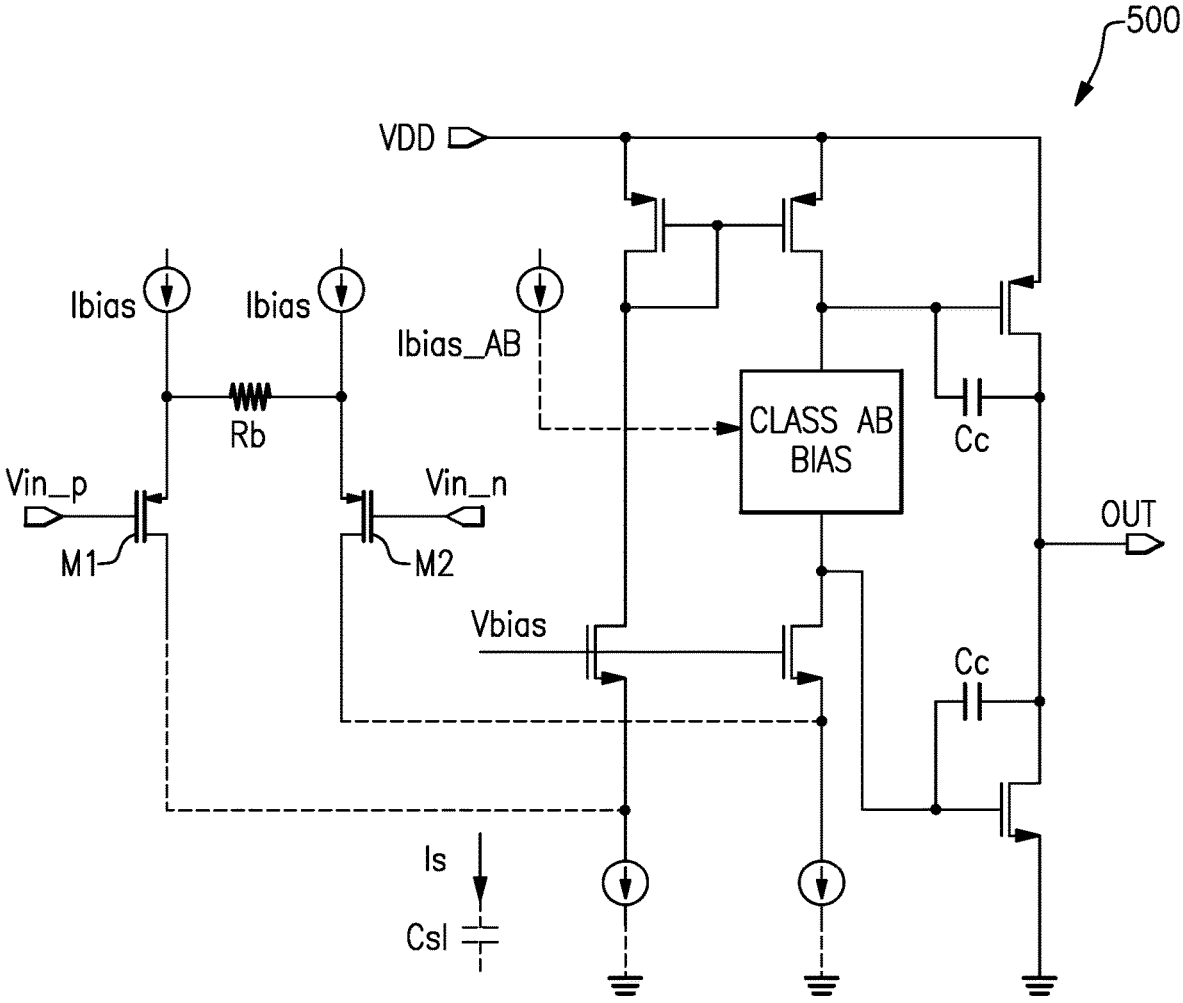 500
VDD
Ibias
Ibias
Ibias_AB
Rb
CLASS AB
BIAS
Cc
Vin_p
Vin_n
OUT
M1
M2
Vbias
Cc
Is
Csl